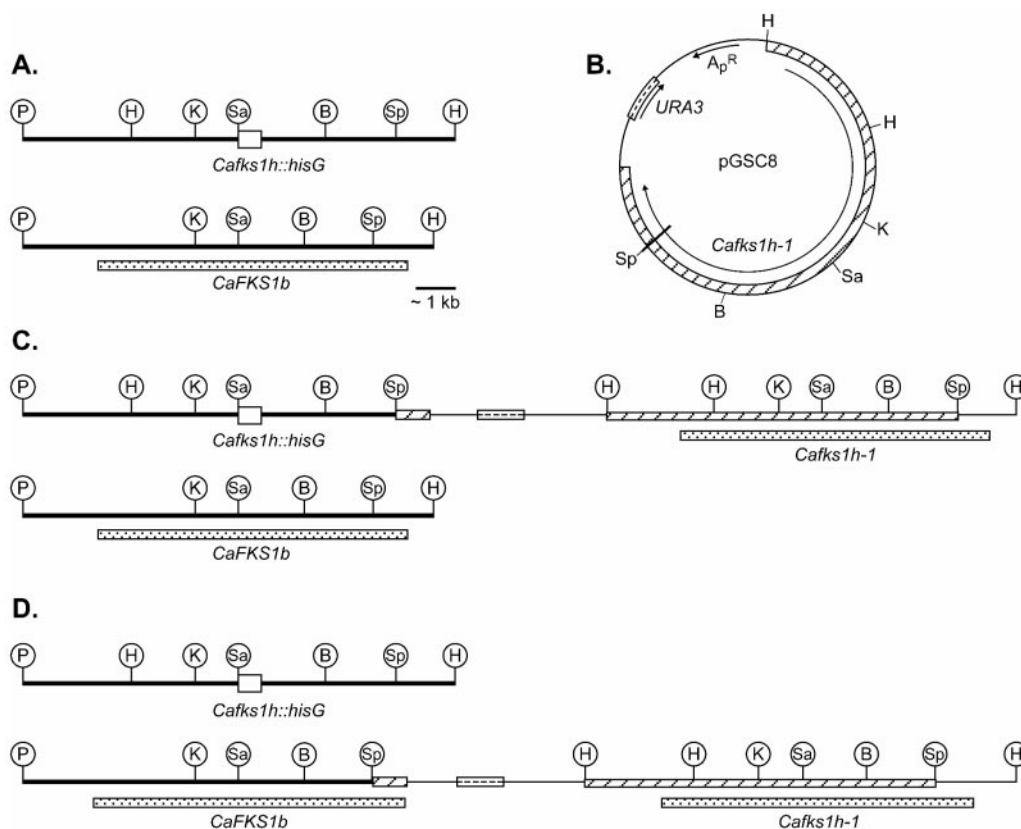 A.
P H K Sa B Sp H
Cafks1h::hisG
P K Sa B Sp H
CaFKS1b
~ 1 kb
B.
H
ApR
URA3
H
pGSC8
K
Cafks1h-1
Sp
Sa
B
C.
P H K Sa B Sp H H K Sa B Sp H
Cafks1h::hisG
Cafks1h-1
P K Sa B Sp H
CaFKS1b
D.
P H K Sa B Sp H
Cafks1h::hisG
P K Sa B Sp H H K Sa B Sp H
CaFKS1b
Cafks1h-1